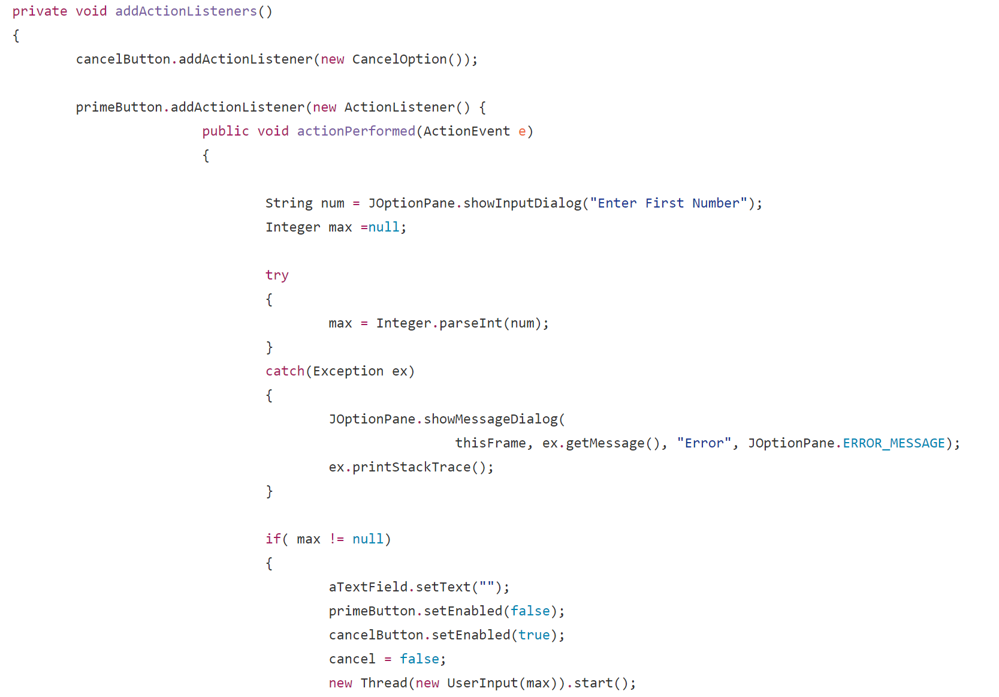 private void addActionListeners()
{
cancelButton.addActionListener(new CancelOption());
primeButton.addActionListener(new ActionListener() {
public void actionPerformed(ActionEvent e)
{
String num = JOptionPane.showInputDialog("Enter First Number");
Integer max =null;
try
{
max = Integer.parseInt(num);
}
catch(Exception ex)
{
JOptionPane.showMessageDialog(
thisFrame, ex.getMessage(), "Error", JOptionPane.ERROR_MESSAGE);
ex.printStackTrace();
}
if( max != null)
{
aTextField.setText("");
primeButton.setEnabled(false);
cancelButton.setEnabled(true);
cancel = false;
new Thread(new UserInput(max)).start();